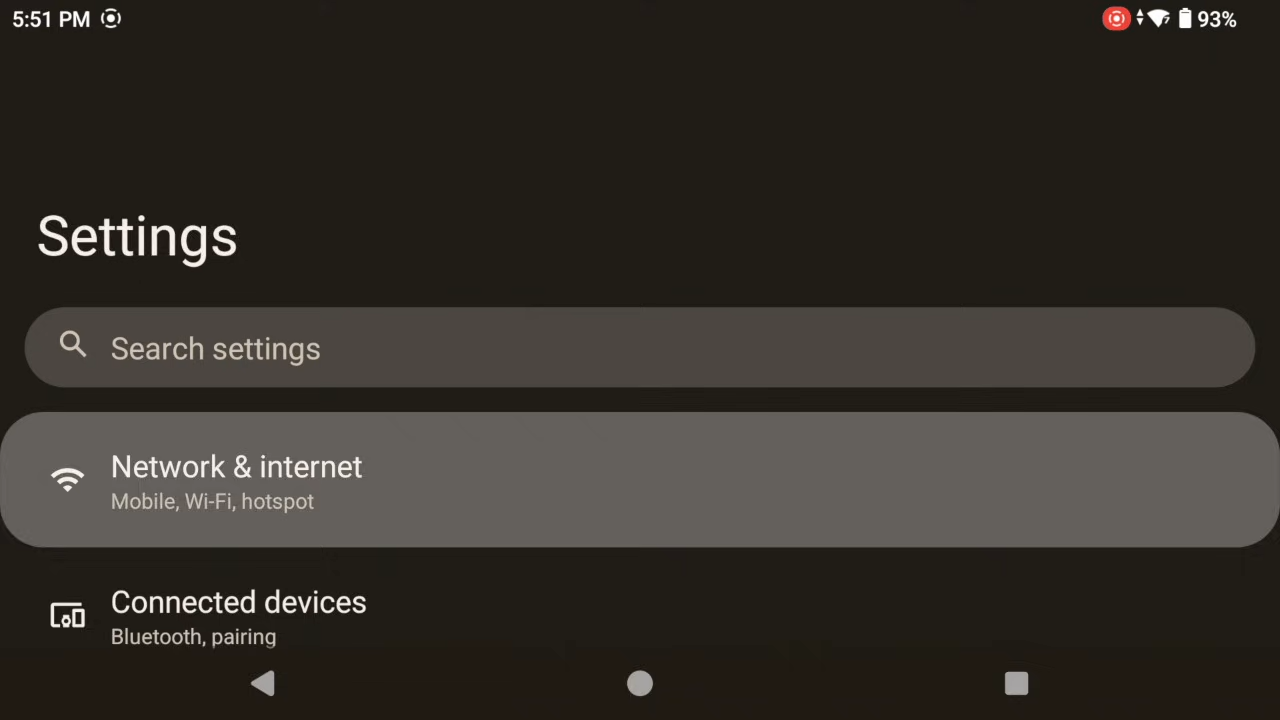 5:51 PM
93%
Settings
Search settings
Network & internet
Mobile, Wi-Fi, hotspot
Connected devices
Bluetooth, pairing